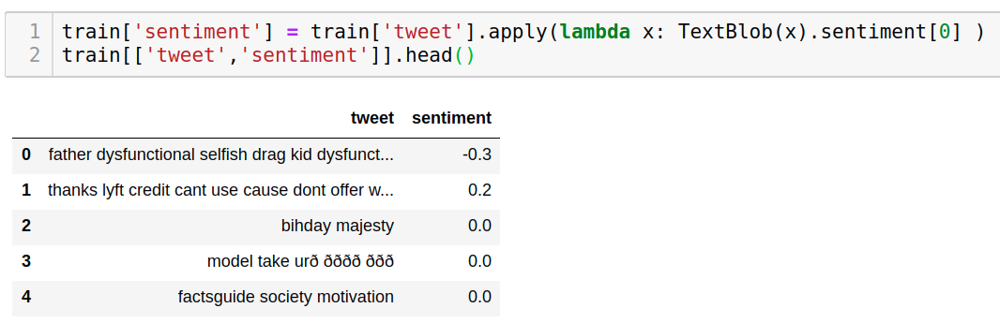 1 train['sentiment'] = train['tweet'].apply(lambda x: TextBlob(x).sentiment[0] )
2 train[['tweet','sentiment']].head()
tweet sentiment
0 father dysfunctional selfish drag kid dysfunct... -0.3
1 thanks lyft credit cant use cause dont offer w... 0.2
2 bihday majesty 0.0
3 model take urð ðððð ððð 0.0
4 factsguide society motivation 0.0